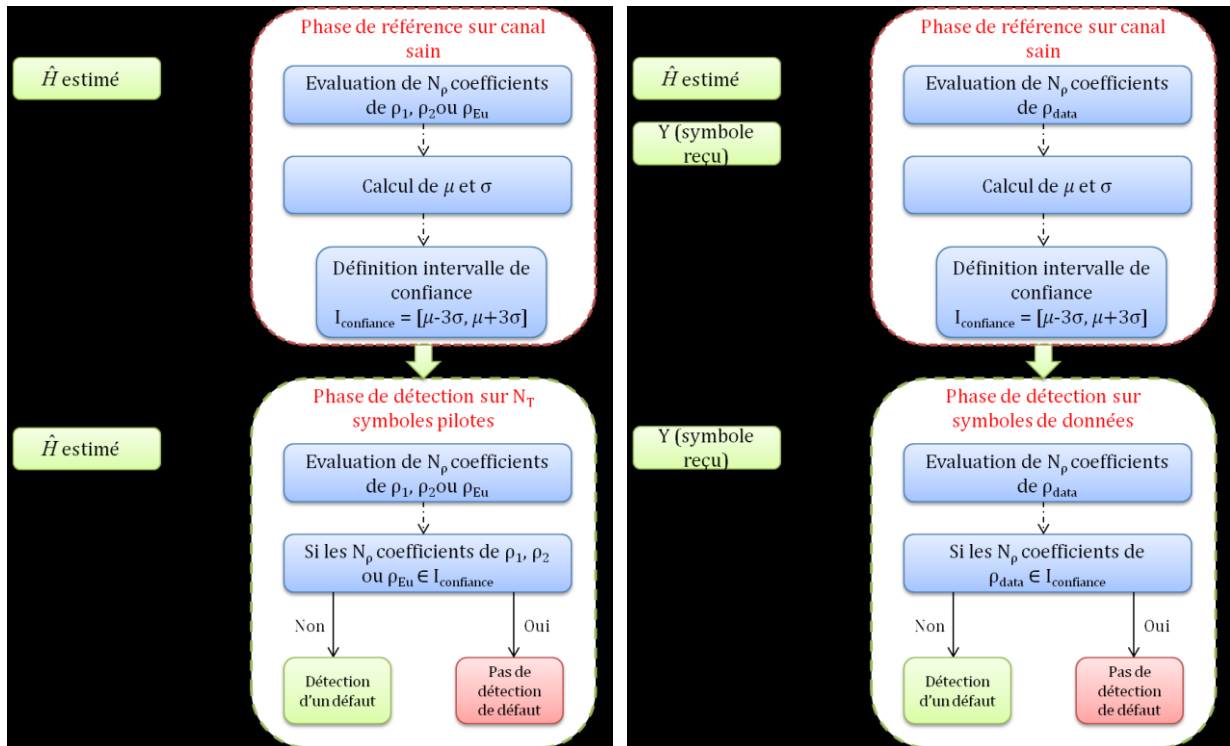 Phase de référence sur canal
sain
Ĥ estimé
Evaluation de Nρ coefficients
de ρ1, ρ2ou ρEu
Calcul de μ et σ
Définition intervalle de
confiance
Iconfiance = [μ-3σ, μ+3σ]
Phase de détection sur NT
symboles pilotes
Ĥ estimé
Evaluation de Nρ coefficients
de ρ1, ρ2ou ρEu
Si les Nρ coefficients de ρ1, ρ2
ou ρEu ∈ Iconfiance
Non
Oui
Détection
d'un défaut
Pas de
détection
de défaut
Phase de référence sur canal
sain
Ĥ estimé
Y (symbole
reçu)
Evaluation de Nρ coefficients
de ρdata
Calcul de μ et σ
Définition intervalle de
confiance
Iconfiance = [μ-3σ, μ+3σ]
Phase de détection sur
symboles de données
Y (symbole
reçu)
Evaluation de Nρ coefficients
de ρdata
Si les Nρ coefficients de
ρdata ∈ Iconfiance
Non
Oui
Détection
d'un défaut
Pas de
détection
de défaut